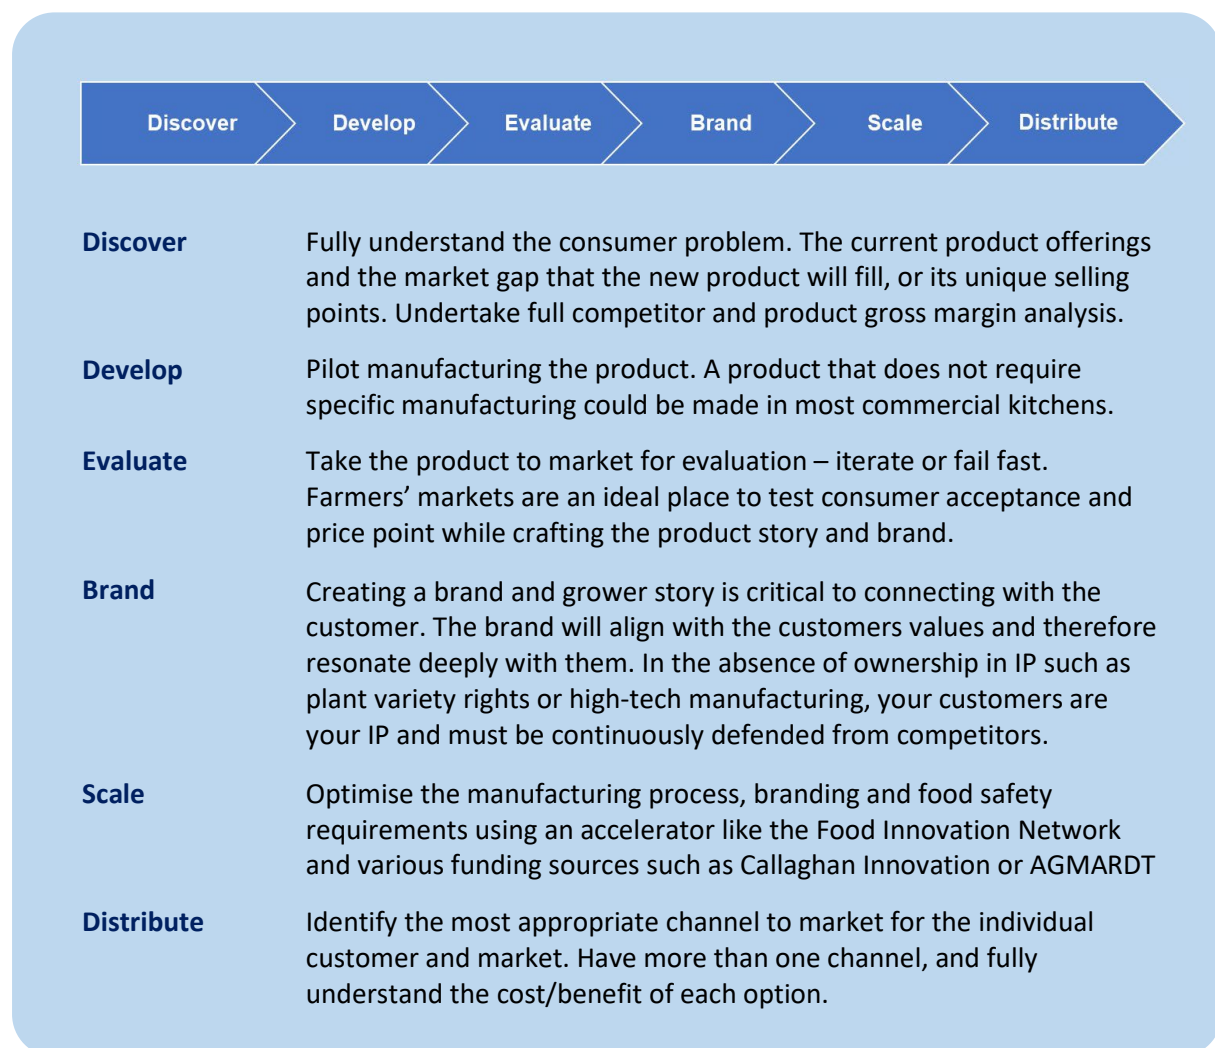 Discover
Develop
Evaluate
Brand
Scale
Distribute
Discover
Fully understand the consumer problem. The current product offerings
and the market gap that the new product will fill, or its unique selling
points. Undertake full competitor and product gross margin analysis.
Develop
Pilot manufacturing the product. A product that does not require
specific manufacturing could be made in most commercial kitchens.
Evaluate
Take the product to market for evaluation – iterate or fail fast.
Farmers’ markets are an ideal place to test consumer acceptance and
price point while crafting the product story and brand.
Brand
Creating a brand and grower story is critical to connecting with the
customer. The brand will align with the customers values and therefore
resonate deeply with them. In the absence of ownership in IP such as
plant variety rights or high-tech manufacturing, your customers are
your IP and must be continuously defended from competitors.
Scale
Optimise the manufacturing process, branding and food safety
requirements using an accelerator like the Food Innovation Network
and various funding sources such as Callaghan Innovation or AGMARDT
Distribute
Identify the most appropriate channel to market for the individual
customer and market. Have more than one channel, and fully
understand the cost/benefit of each option.